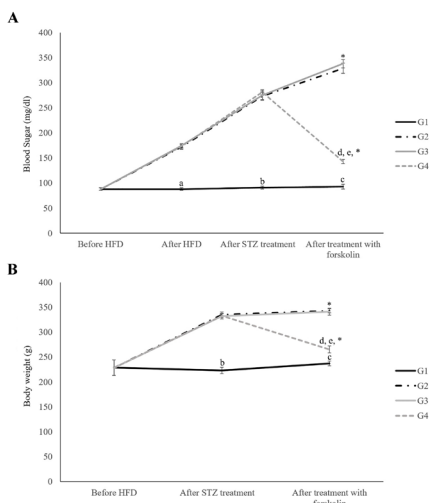 A
400
350
300
250
200
150
100
50
0
Blood Sugar (mg/dl)
*
d, e, *
a
b
c
G1
G2
G3
G4
Before HFD
After HFD
After STZ treatment
After treatment with
forskolin
B
400
350
300
250
200
150
100
50
0
Body weight (g)
*
d, e, *
b
c
G1
G2
G3
G4
Before HFD
After STZ treatment
After treatment with
forskolin